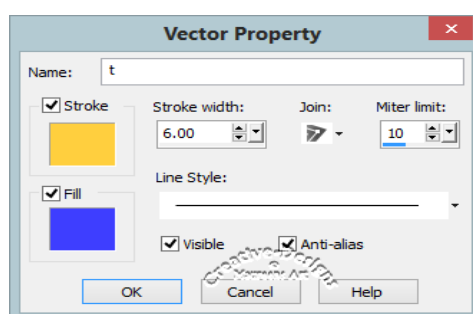 Vector Property
Name: t
Stroke
Stroke width: Join: Miter limit:
6.00 10
Line Style:
Fill
Visible Anti-alias
OK Cancel Help